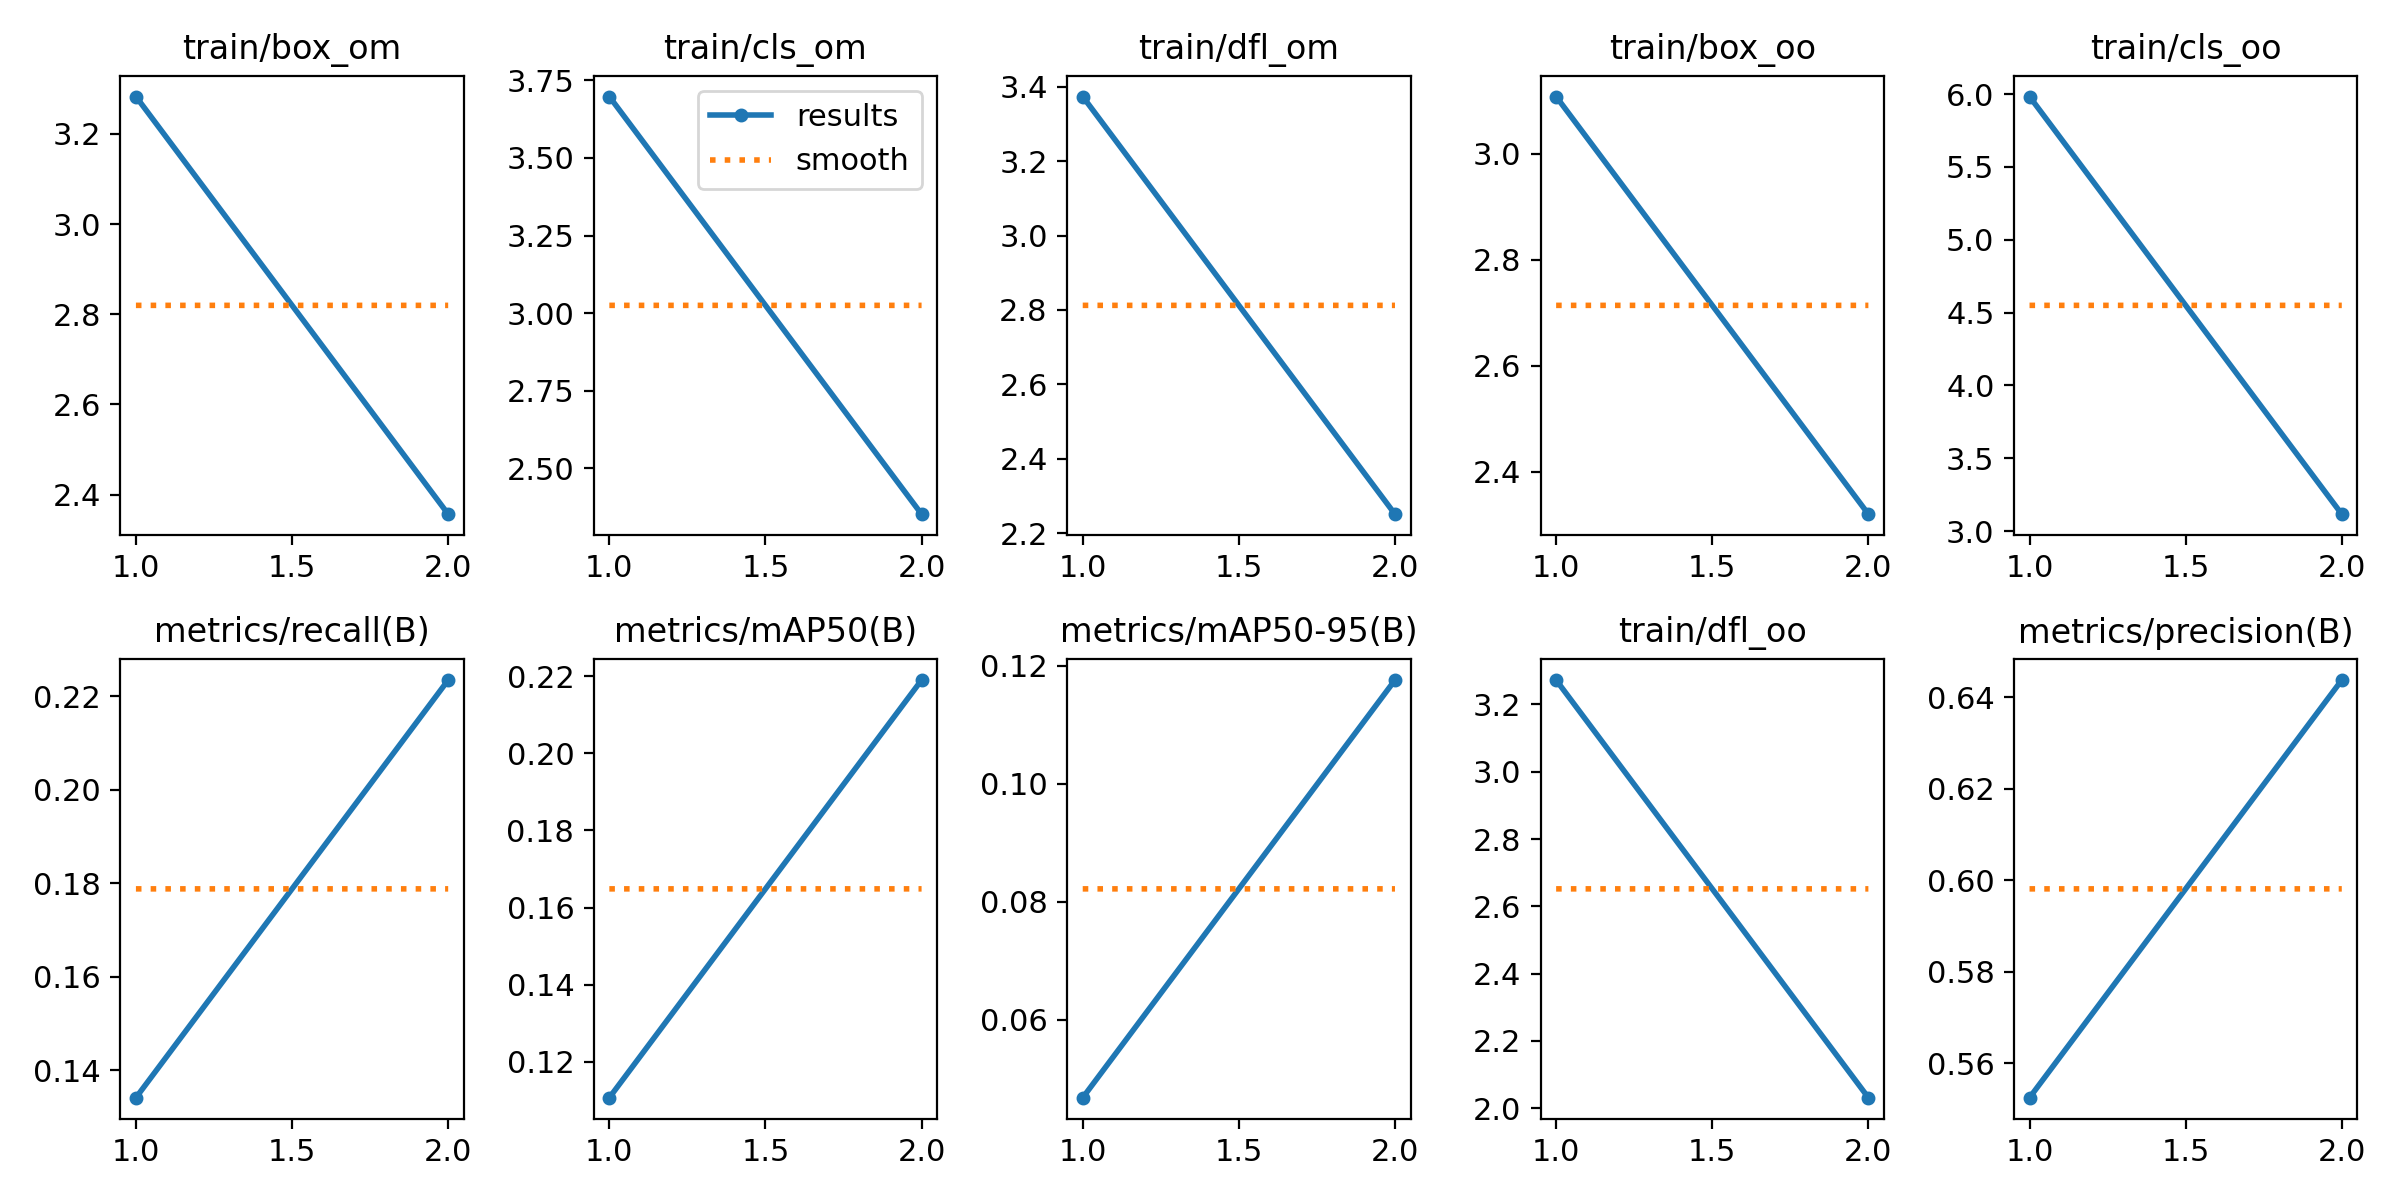 train/box_om
3.2
3.0
2.8
2.6
2.4
1.0 1.5 2.0
train/cls_om
results
smooth
3.75
3.50
3.25
3.00
2.75
2.50
1.0 1.5 2.0
train/dfl_om
3.4
3.2
3.0
2.8
2.6
2.4
2.2
1.0 1.5 2.0
train/box_oo
3.0
2.8
2.6
2.4
1.0 1.5 2.0
train/cls_oo
6.0
5.5
5.0
4.5
4.0
3.5
3.0
1.0 1.5 2.0
metrics/recall(B)
0.22
0.20
0.18
0.16
0.14
1.0 1.5 2.0
metrics/mAP50(B)
0.22
0.20
0.18
0.16
0.14
0.12
1.0 1.5 2.0
metrics/mAP50-95(B)
0.12
0.10
0.08
0.06
1.0 1.5 2.0
train/dfl_oo
3.2
3.0
2.8
2.6
2.4
2.2
2.0
1.0 1.5 2.0
metrics/precision(B)
0.64
0.62
0.60
0.58
0.56
1.0 1.5 2.0